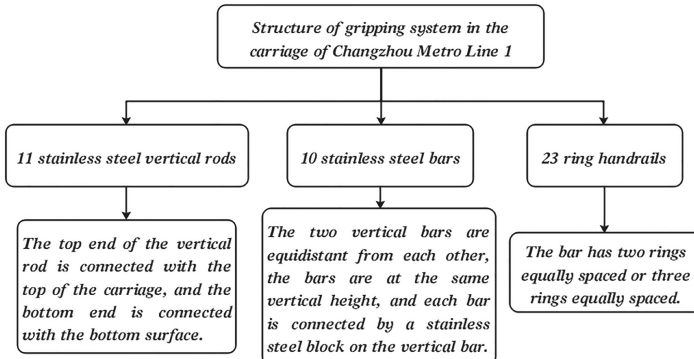 Structure of gripping system in the
carriage of Changzhou Metro Line 1
11 stainless steel vertical rods
10 stainless steel bars
23 ring handrails
The top end of the vertical
rod is connected with the
top of the carriage, and the
bottom end is connected
with the bottom surface.
The two vertical bars are
equidistant from each other,
the bars are at the same
vertical height, and each bar
is connected by a stainless
steel block on the vertical bar.
The bar has two rings
equally spaced or three
rings equally spaced.